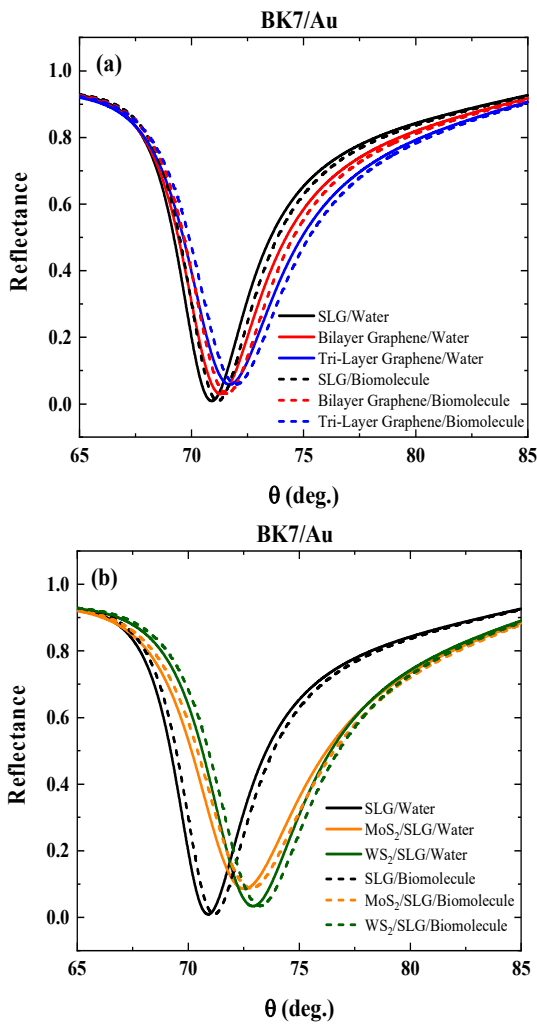 BK7/Au
(a)
1.0
0.8
0.6
0.4
0.2
0.0
Reflectance
SLG/Water
Bilayer Graphene/Water
Tri-Layer Graphene/Water
SLG/Biomolecule
Bilayer Graphene/Biomolecule
Tri-Layer Graphene/Biomolecule
65 70 75 80 85
θ (deg.)
BK7/Au
(b)
1.0
0.8
0.6
0.4
0.2
0.0
Reflectance
SLG/Water
MoS₂/SLG/Water
WS₂/SLG/Water
SLG/Biomolecule
MoS₂/SLG/Biomolecule
WS₂/SLG/Biomolecule
65 70 75 80 85
θ (deg.)